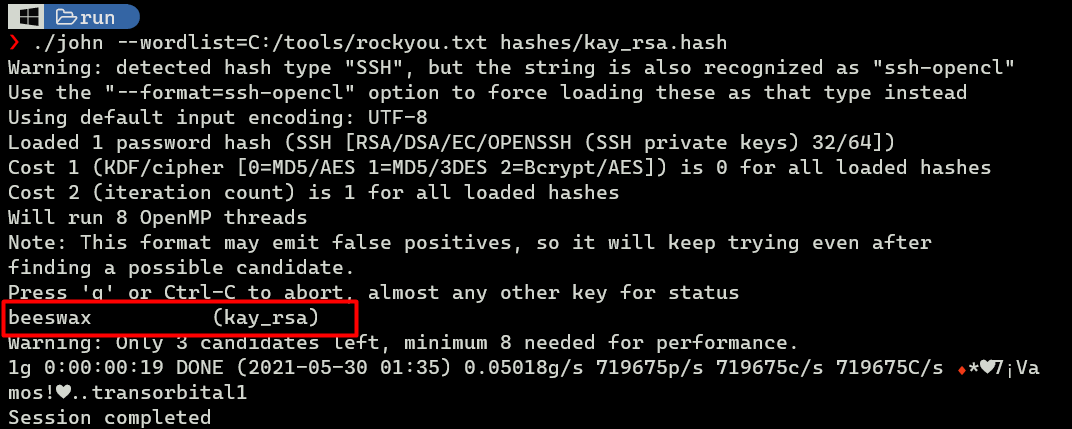 run
❯ ./john --wordlist=C:/tools/rockyou.txt hashes/kay_rsa.hash
Warning: detected hash type "SSH", but the string is also recognized as "ssh-opencl"
Use the "--format=ssh-opencl" option to force loading these as that type instead
Using default input encoding: UTF-8
Loaded 1 password hash (SSH [RSA/DSA/EC/OPENSSH (SSH private keys) 32/64])
Cost 1 (KDF/cipher [0=MD5/AES 1=MD5/3DES 2=Bcrypt/AES]) is 0 for all loaded hashes
Cost 2 (iteration count) is 1 for all loaded hashes
Will run 8 OpenMP threads
Note: This format may emit false positives, so it will keep trying even after
finding a possible candidate.
Press 'q' or Ctrl-C to abort, almost any other key for status
beeswax          (kay_rsa)
Warning: Only 3 candidates left, minimum 8 needed for performance.
1g 0:00:00:19 DONE (2021-05-30 01:35) 0.05018g/s 719675p/s 719675c/s 719675C/s ♦*♥7¡Va
mos!♥..transorbital1
Session completed